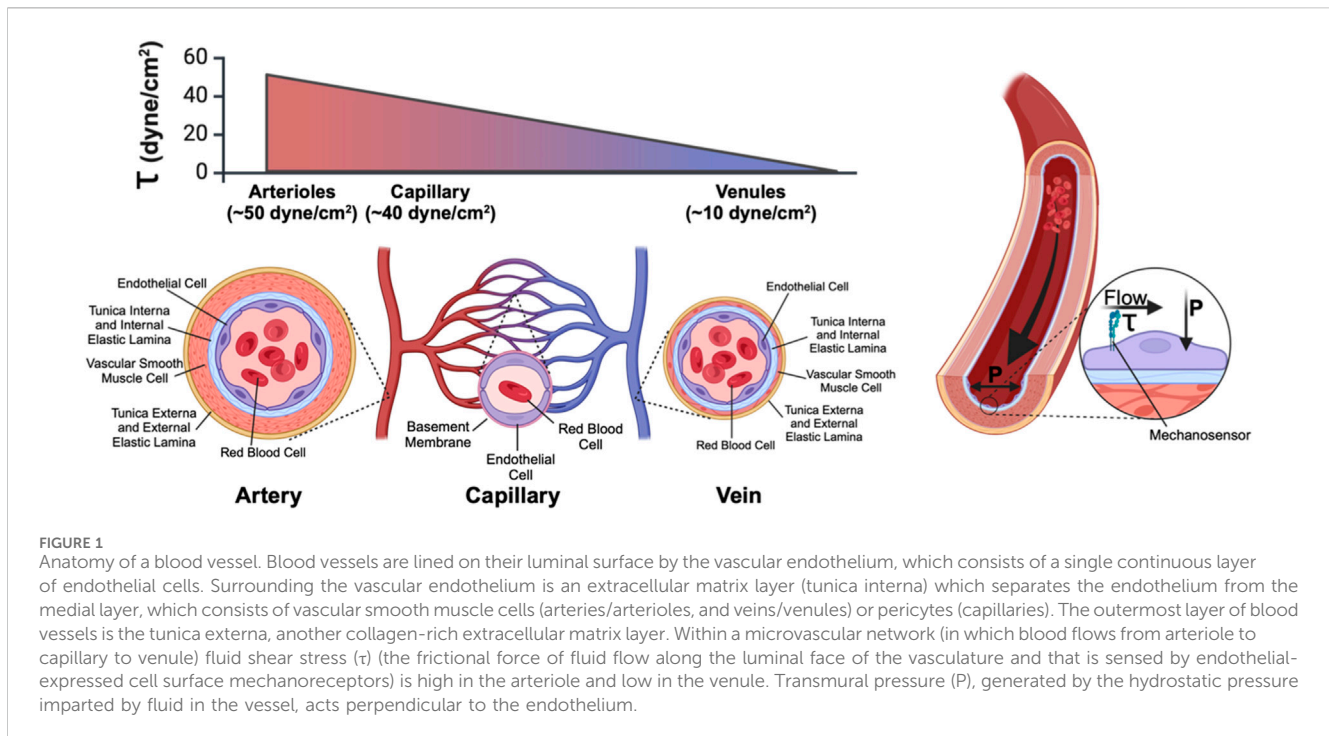 τ (dyne/cm²)
60
40
20
0
Arterioles
(~50 dyne/cm²)
Capillary
(~40 dyne/cm²)
Venules
(~10 dyne/cm²)
Endothelial Cell
Tunica Interna
and Internal
Elastic Lamina
Vascular Smooth
Muscle Cell
Tunica Externa
and External
Elastic Lamina
Red Blood Cell
Artery
Basement
Membrane
Endothelial
Cell
Red Blood
Cell
Capillary
Endothelial Cell
Tunica Interna
and Internal
Elastic Lamina
Vascular Smooth
Muscle Cell
Tunica Externa
and External
Elastic Lamina
Red Blood Cell
Vein
P
Flow
τ
P
Mechanosensor
FIGURE 1
Anatomy of a blood vessel. Blood vessels are lined on their luminal surface by the vascular endothelium, which consists of a single continuous layer
of endothelial cells. Surrounding the vascular endothelium is an extracellular matrix layer (tunica interna) which separates the endothelium from the
medial layer, which consists of vascular smooth muscle cells (arteries/arterioles, and veins/venules) or pericytes (capillaries). The outermost layer of blood
vessels is the tunica externa, another collagen-rich extracellular matrix layer. Within a microvascular network (in which blood flows from arteriole to
capillary to venule) fluid shear stress (τ) (the frictional force of fluid flow along the luminal face of the vasculature and that is sensed by endothelial-
expressed cell surface mechanoreceptors) is high in the arteriole and low in the venule. Transmural pressure (P), generated by the hydrostatic pressure
imparted by fluid in the vessel, acts perpendicular to the endothelium.